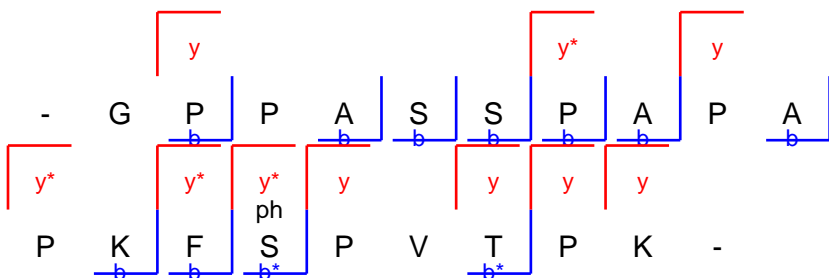 y y* y
- G P P A S S P A P A
b b b b b b b
y* y* y* y y y y
ph
P K F S P V T P K -
b b b* b*